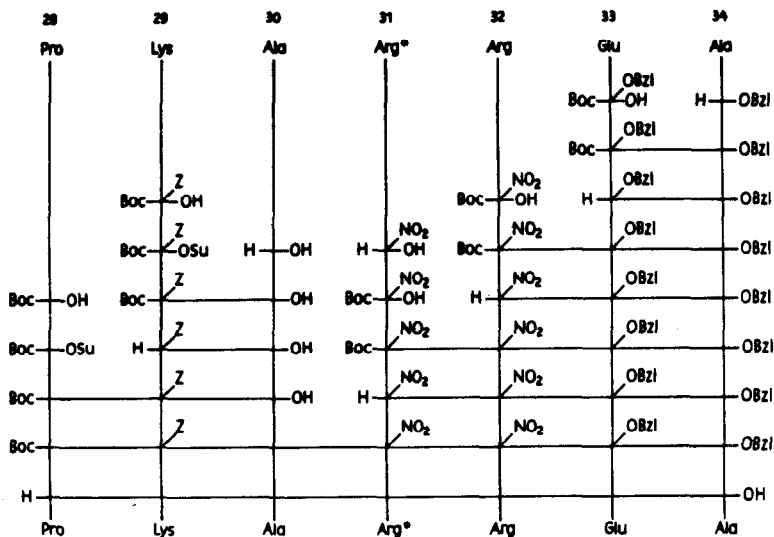 28 29 30 31 32 33 34
Pro Lys Ala Arg* Arg Glu Ala
OBzl
Boc OH H OBzl
OBzl
Boc OBzl
Z NO₂ OBzl
Boc OH Boc OH H OBzl
Z NO₂ NO₂ OBzl
Boc OSu H OH H OH Boc OBzl
Z NO₂ NO₂ OBzl
Boc OH Boc OH Boc OH H OBzl
Z NO₂ NO₂ OBzl
Boc OSu H OH Boc OBzl
Z NO₂ NO₂ OBzl
Boc OH H OBzl
Z NO₂ NO₂ OBzl
Boc OBzl
H OH
Pro Lys Ala Arg* Arg Glu Ala